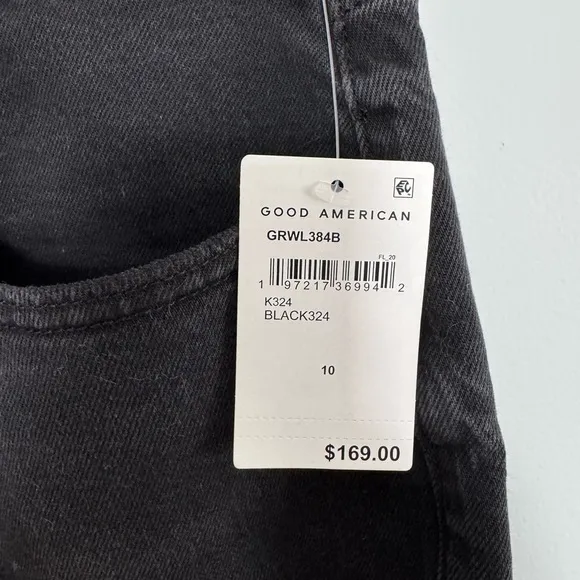 GOOD AMERICAN
GRWL384B
FL_20
1 97217 36994 2
K324
BLACK324
10
$169.00